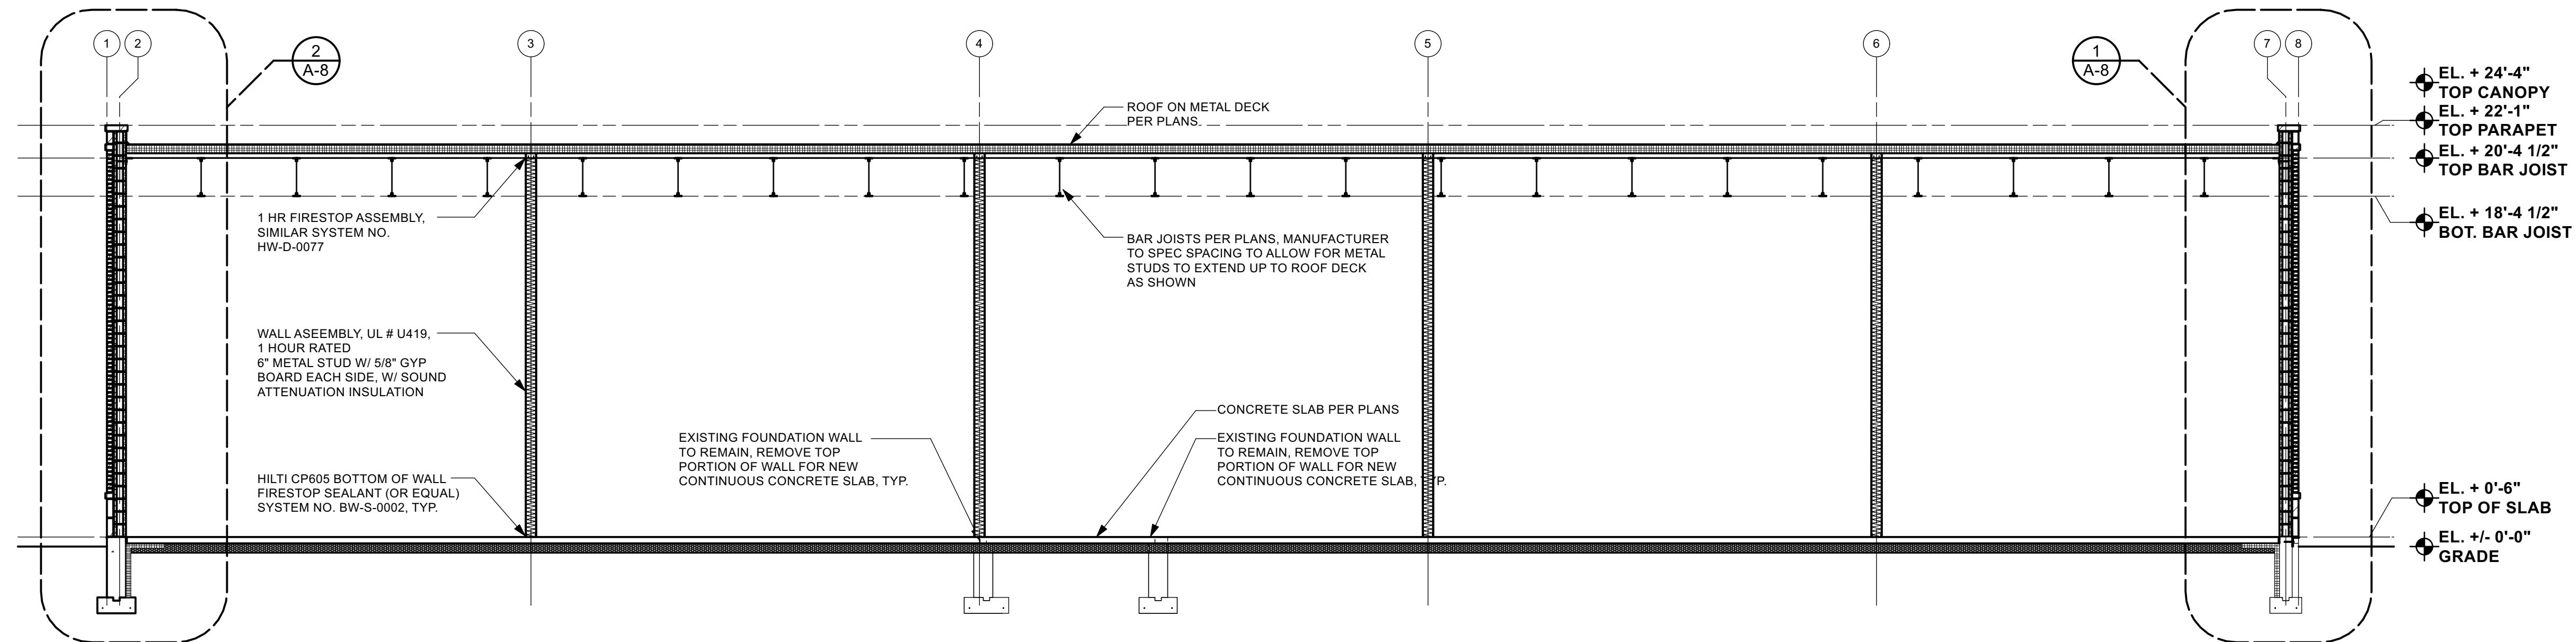 1
2
2
A-8
3
4
5
6
1
A-8
7
8
EL. + 24'-4"
TOP CANOPY
EL. + 22'-1"
TOP PARAPET
EL. + 20'-4 1/2"
TOP BAR JOIST
EL. + 18'-4 1/2"
BOT. BAR JOIST
ROOF ON METAL DECK
PER PLANS.
1 HR FIRESTOP ASSEMBLY,
SIMILAR SYSTEM NO.
HW-D-0077
BAR JOISTS PER PLANS, MANUFACTURER
TO SPEC SPACING TO ALLOW FOR METAL
STUDS TO EXTEND UP TO ROOF DECK
AS SHOWN
WALL ASEEMBLY, UL # U419,
1 HOUR RATED
6" METAL STUD W/ 5/8" GYP
BOARD EACH SIDE, W/ SOUND
ATTENUATION INSULATION
CONCRETE SLAB PER PLANS
EXISTING FOUNDATION WALL
TO REMAIN, REMOVE TOP
PORTION OF WALL FOR NEW
CONTINUOUS CONCRETE SLAB, TYP.
EXISTING FOUNDATION WALL
TO REMAIN, REMOVE TOP
PORTION OF WALL FOR NEW
CONTINUOUS CONCRETE SLAB, TYP.
HILTI CP605 BOTTOM OF WALL
FIRESTOP SEALANT (OR EQUAL)
SYSTEM NO. BW-S-0002, TYP.
EL. + 0'-6"
TOP OF SLAB
EL. +/- 0'-0"
GRADE